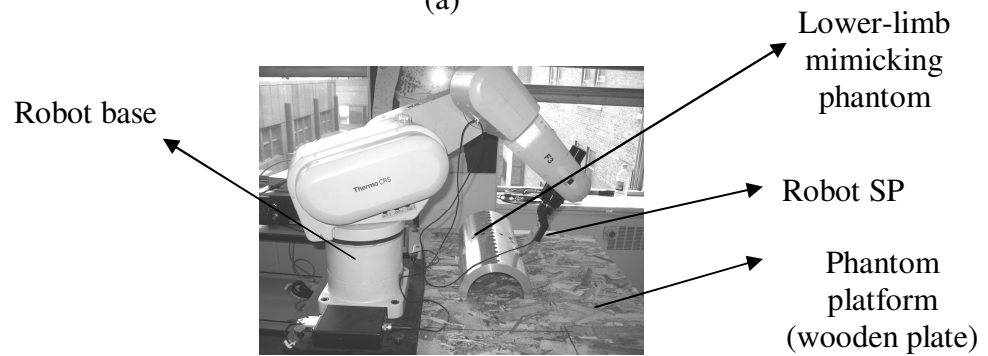 (a)
Lower-limb
mimicking
phantom
Robot base
Thermo CRS
F3
Robot SP
Phantom
platform
(wooden plate)